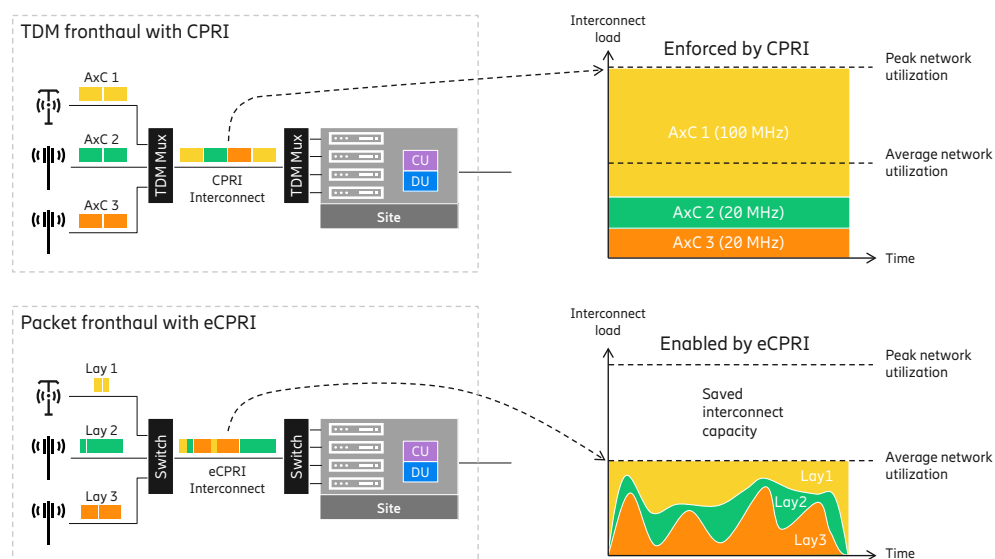 TDM fronthaul with CPRI
AxC 1
AxC 2
AxC 3
TDM Mux
CPRI
Interconnect
TDM Mux
CU
DU
Site
Interconnect
load
Enforced by CPRI
Peak network
utilization
AxC 1 (100 MHz)
Average network
utilization
AxC 2 (20 MHz)
AxC 3 (20 MHz)
Time
Packet fronthaul with eCPRI
Lay 1
Lay 2
Lay 3
Switch
eCPRI
Interconnect
Switch
CU
DU
Site
Interconnect
load
Enabled by eCPRI
Peak network
utilization
Saved
interconnect
capacity
Average network
utilization
Lay1
Lay2
Lay3
Time